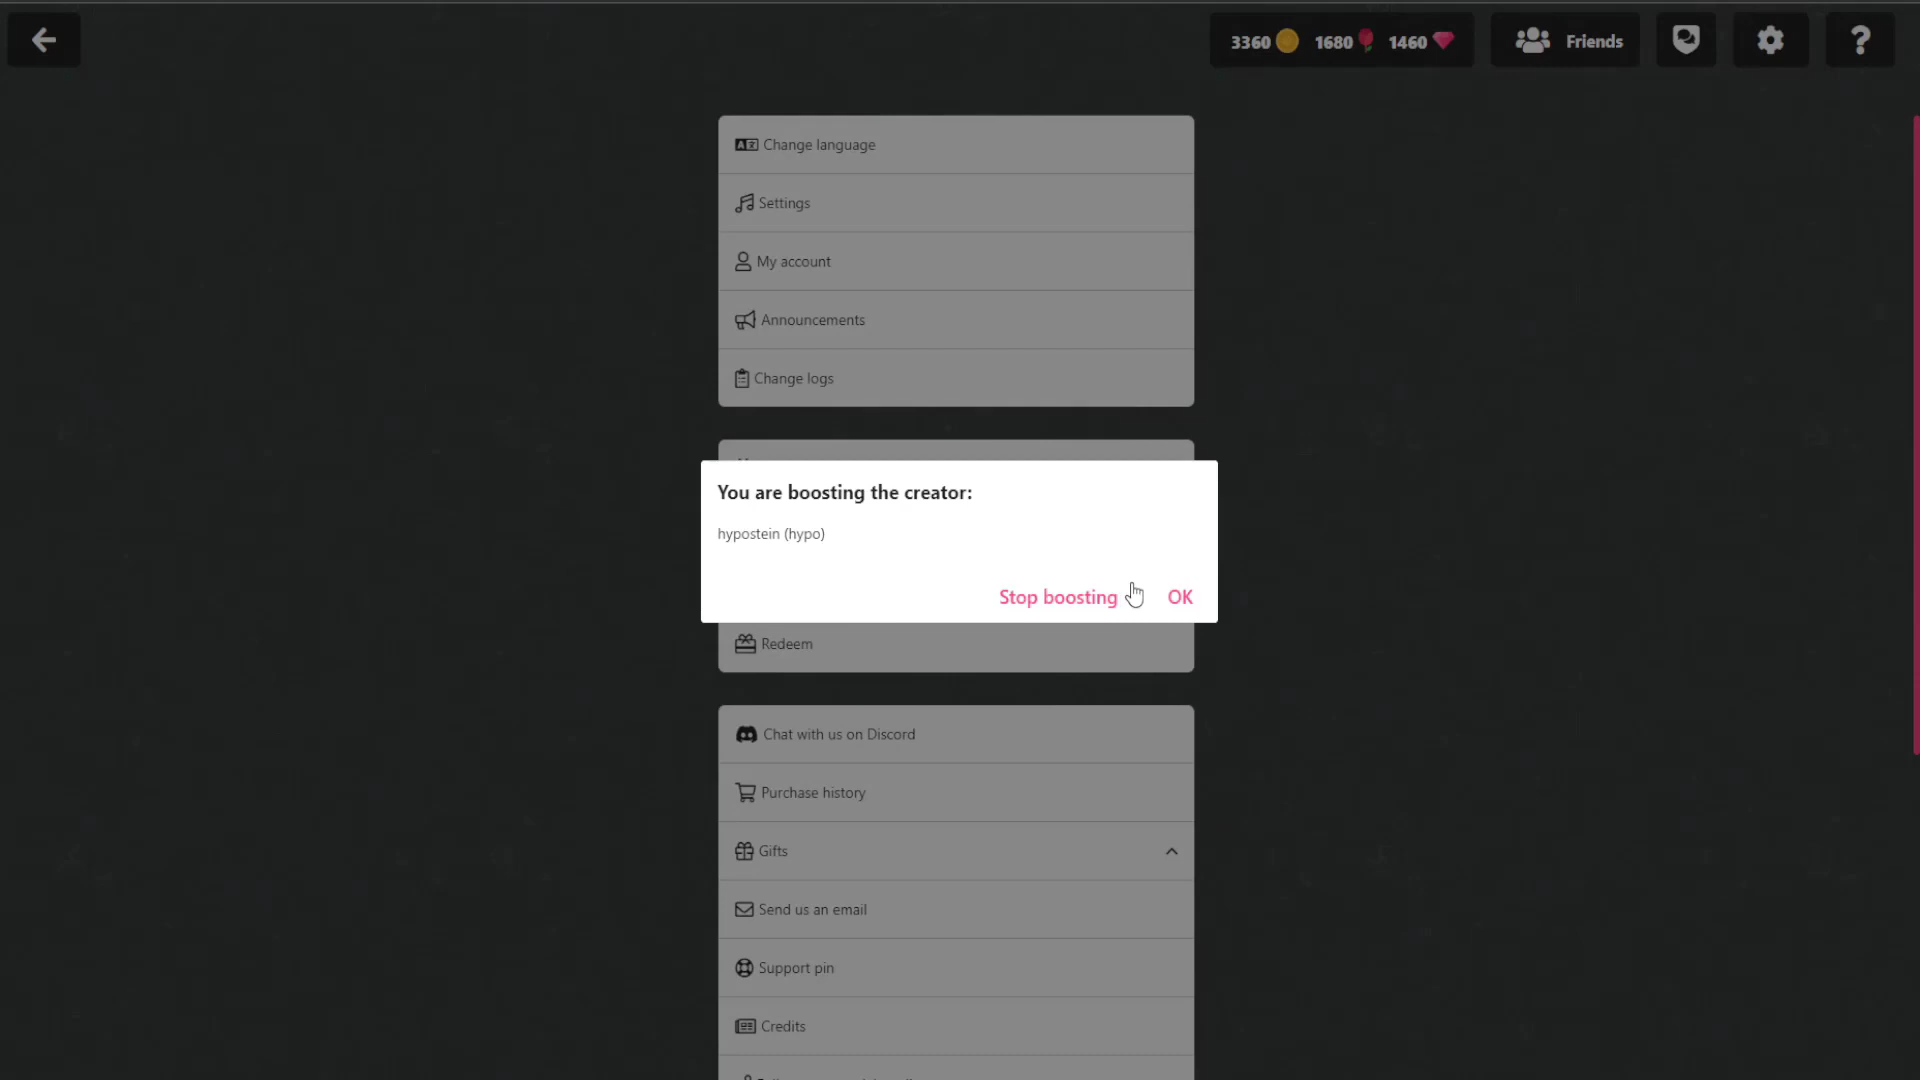 3360 1680 1460 Friends
Change language
Settings
My account
Announcements
Change logs
You are boosting the creator:
hypostein (hypo)
Stop boosting OK
Redeem
Chat with us on Discord
Purchase history
Gifts
Send us an email
Support pin
Credits